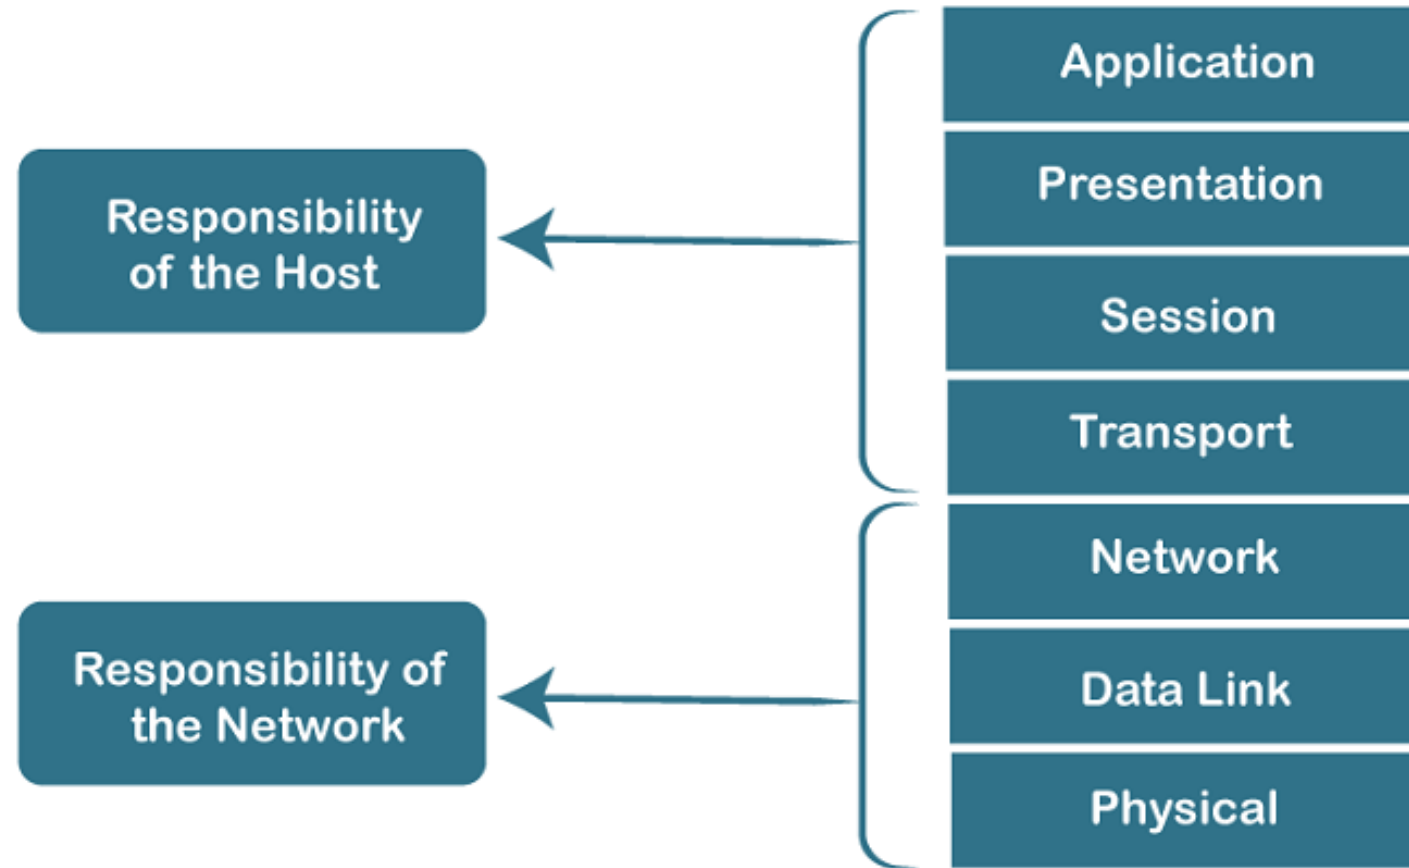 Application
Presentation
Session
Transport
Network
Data Link
Physical
Responsibility
of the Host
Responsibility of
the Network